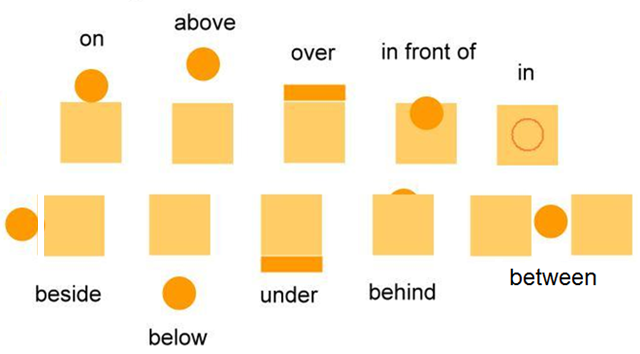 on
above
over
in front of
in
beside
below
under
behind
between